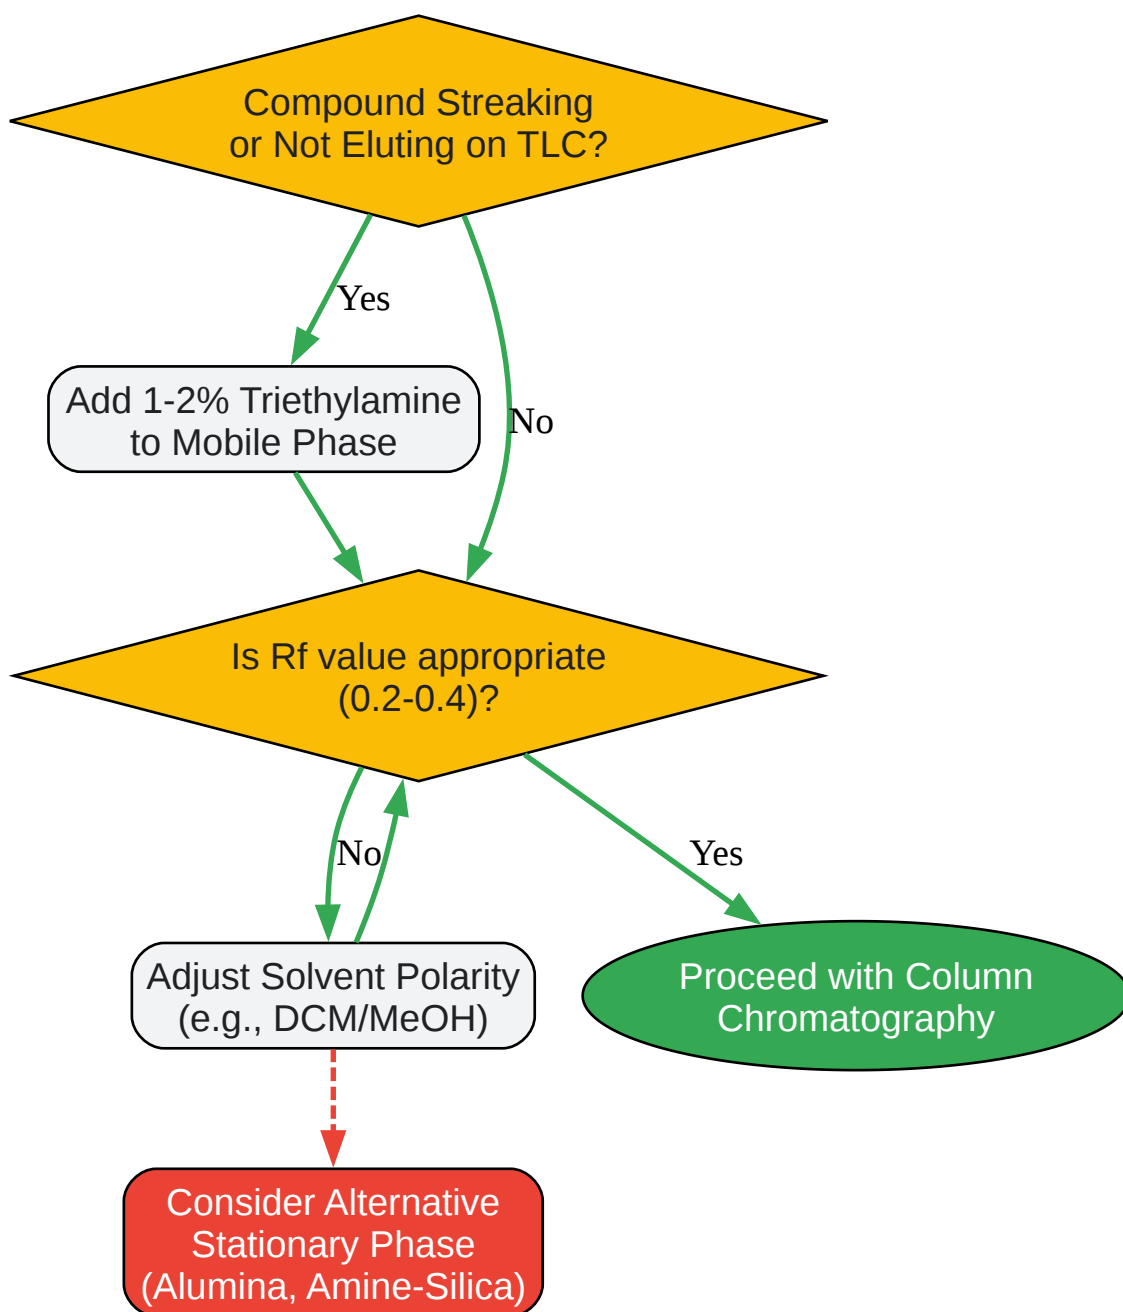 Compound Streaking
or Not Eluting on TLC?
Yes
Add 1-2% Triethylamine
to Mobile Phase
No
Is Rf value appropriate
(0.2-0.4)?
No
Yes
Adjust Solvent Polarity
(e.g., DCM/MeOH)
Proceed with Column
Chromatography
Consider Alternative
Stationary Phase
(Alumina, Amine-Silica)